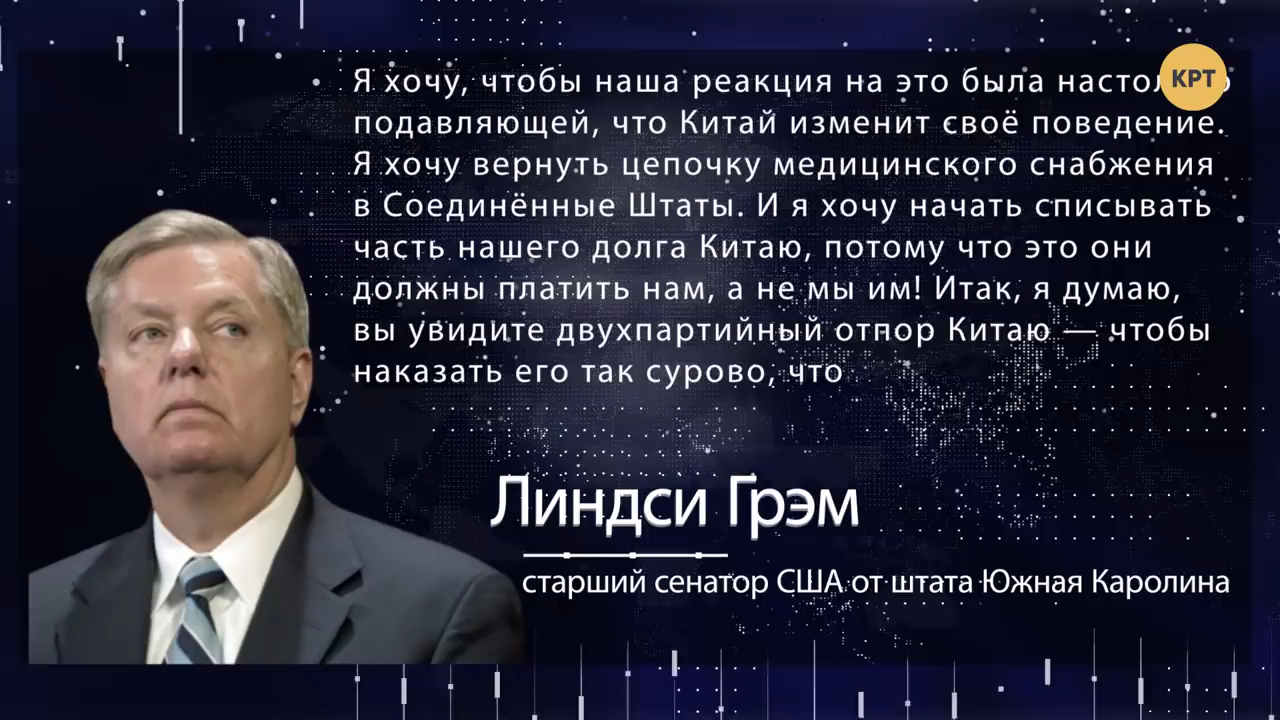 Я хочу, чтобы наша реакция на это была
подавляющей, что Китай изменит своё поведение.
Я хочу вернуть цепочку медицинского снабжения
в Соединённые Штаты. И я хочу начать списывать
часть нашего долга Китаю, потому что это они
должны платить нам, а не мы им! Итак, я думаю,
вы увидите двухпартийный отпор Китаю — чтобы
наказать его так сурово, что
КРТ
Линдси Грэм
старший сенатор США от штата Южная Каролина